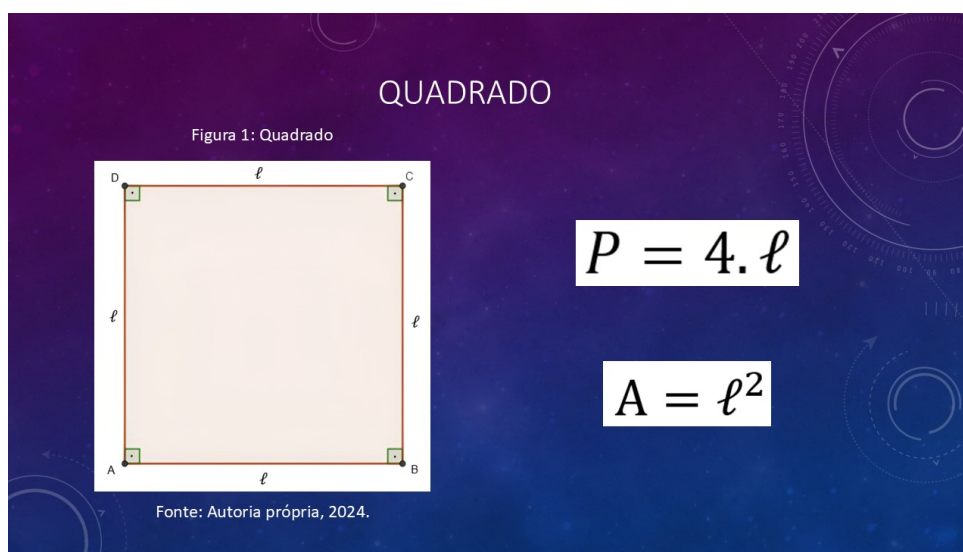 QUADRADO
Figura 1: Quadrado
D
ℓ
C
ℓ
ℓ
A
ℓ
B
Fonte: Autoria própria, 2024.
P = 4. ℓ
A = ℓ²